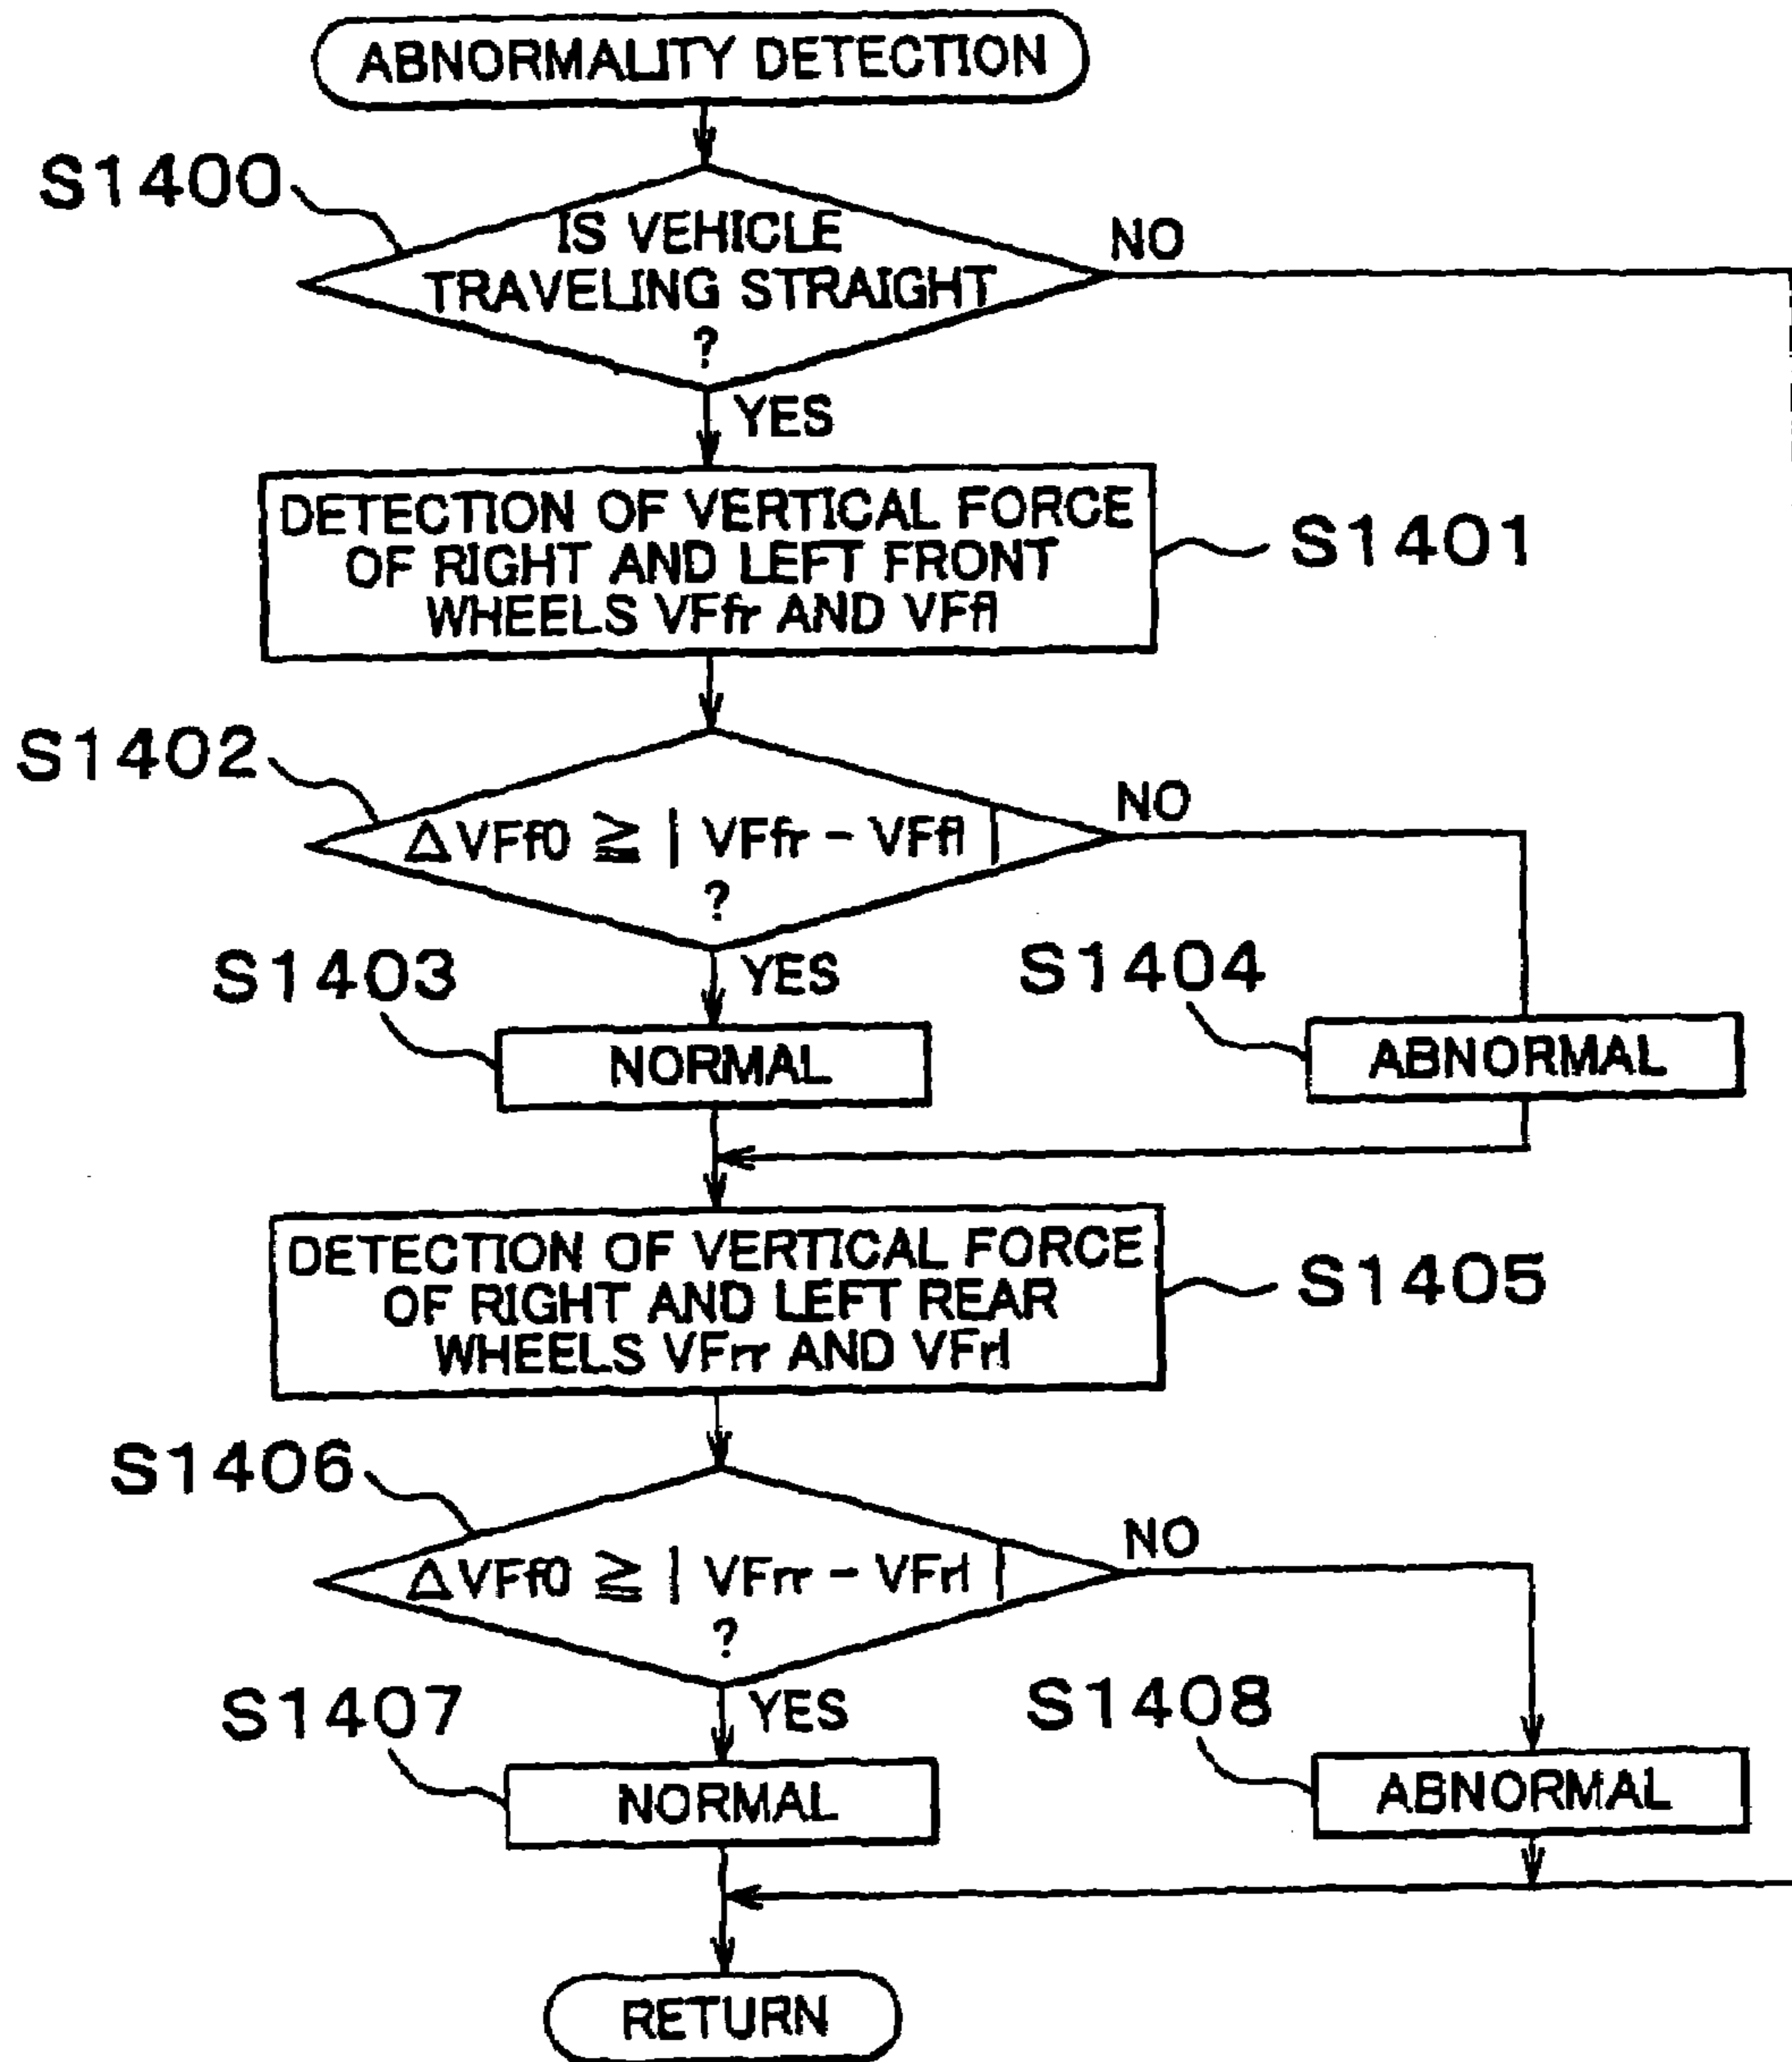 ABNORMALITY DETECTION
S1400
IS VEHICLE
TRAVELING STRAIGHT
?
NO
YES
DETECTION OF VERTICAL FORCE
OF RIGHT AND LEFT FRONT
WHEELS VFfr AND VFfl
S1401
S1402
ΔVFf0 ≧ | VFfr - VFfl |
?
NO
YES
S1403
NORMAL
S1404
ABNORMAL
DETECTION OF VERTICAL FORCE
OF RIGHT AND LEFT REAR
WHEELS VFrr AND VFrl
S1405
S1406
ΔVFf0 ≧ | VFrr - VFrl |
?
NO
YES
S1407
NORMAL
S1408
ABNORMAL
RETURN